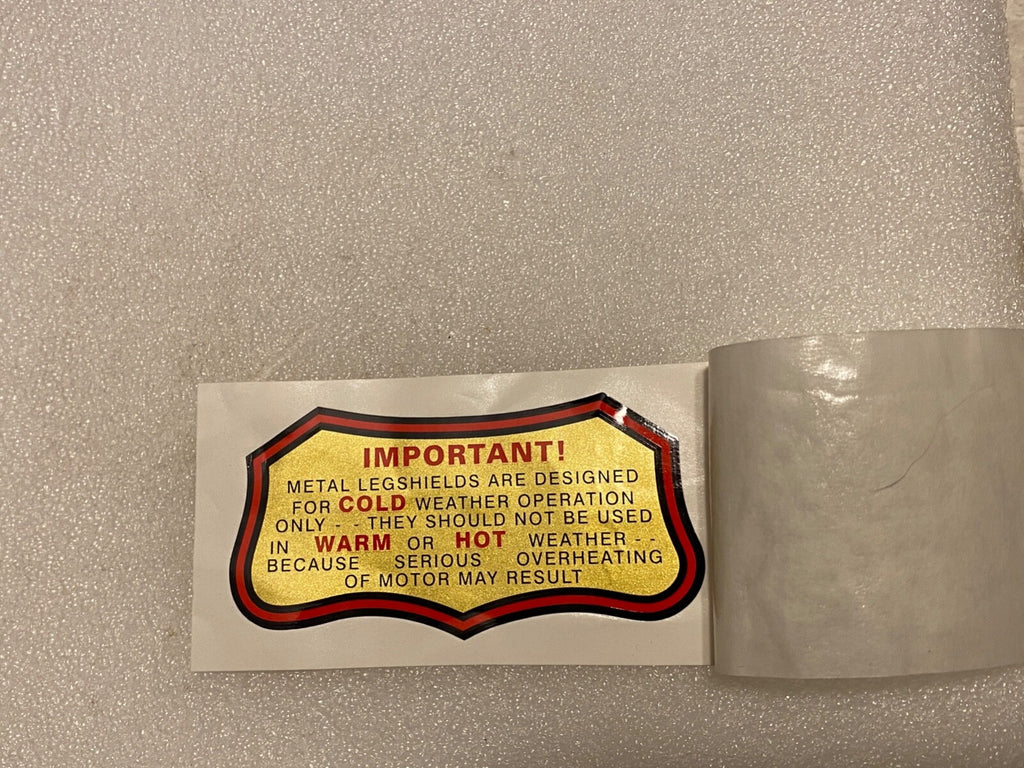 IMPORTANT!
METAL LEGSHIELDS ARE DESIGNED
FOR COLD WEATHER OPERATION
ONLY - - THEY SHOULD NOT BE USED
IN WARM OR HOT WEATHER - -
BECAUSE SERIOUS OVERHEATING
OF MOTOR MAY RESULT